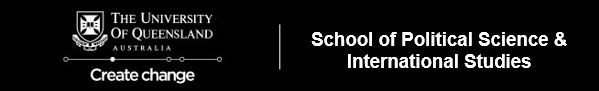 THE UNIVERSITY
OF QUEENSLAND
AUSTRALIA
Create change
School of Political Science &
International Studies